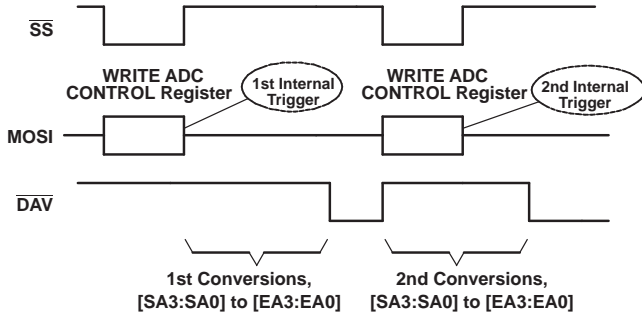 SS
WRITE ADC
CONTROL Register
1st Internal
Trigger
WRITE ADC
CONTROL Register
2nd Internal
Trigger
MOSI
DAV
1st Conversions,
[SA3:SA0] to [EA3:EA0]
2nd Conversions,
[SA3:SA0] to [EA3:EA0]